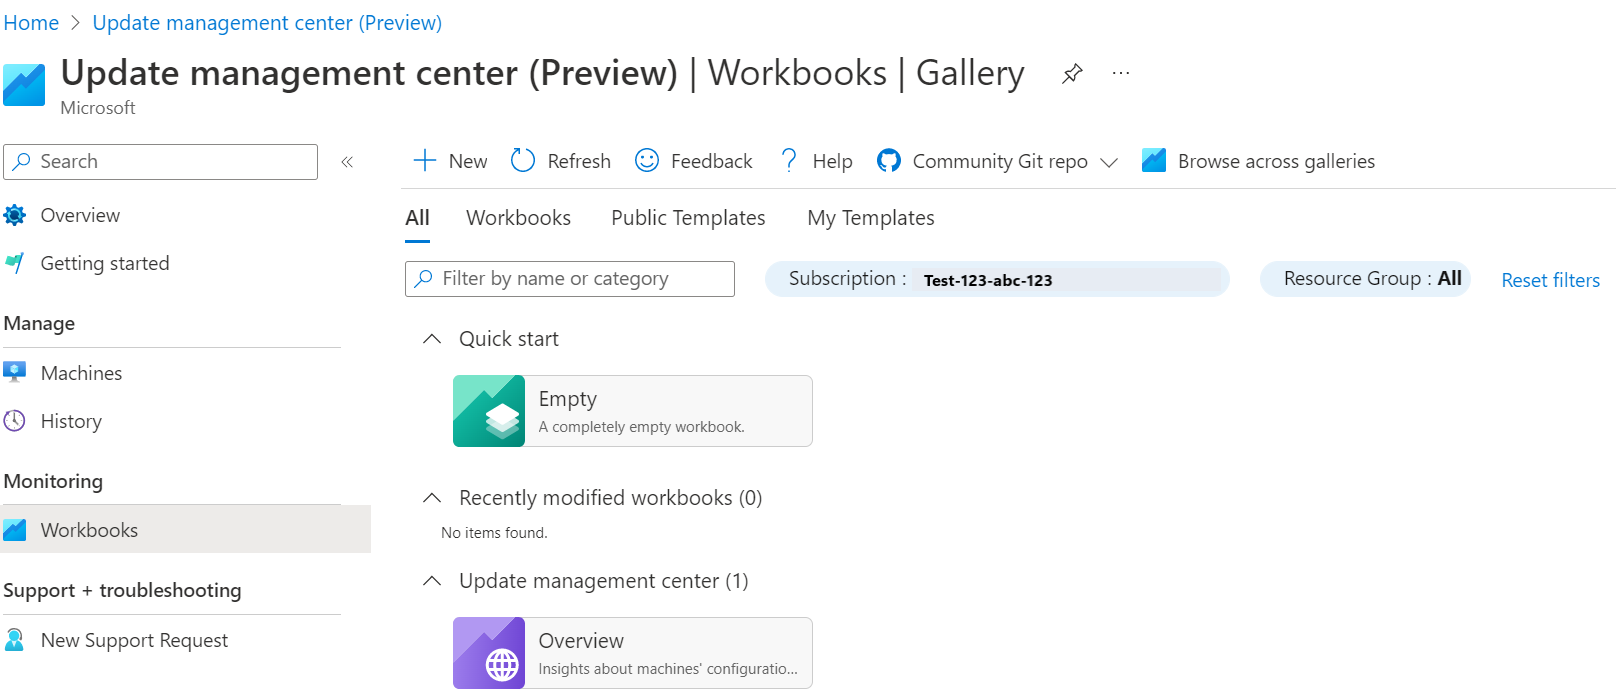 Home > Update management center (Preview)
Update management center (Preview) | Workbooks | Gallery
Microsoft
Search
Overview
Getting started
Manage
Machines
History
Monitoring
Workbooks
Support + troubleshooting
New Support Request
New Refresh Feedback Help Community Git repo Browse across galleries
All Workbooks Public Templates My Templates
Filter by name or category Subscription : Test-123-abc-123 Resource Group : All Reset filters
Quick start
Empty
A completely empty workbook.
Recently modified workbooks (0)
No items found.
Update management center (1)
Overview
Insights about machines' configuratio...